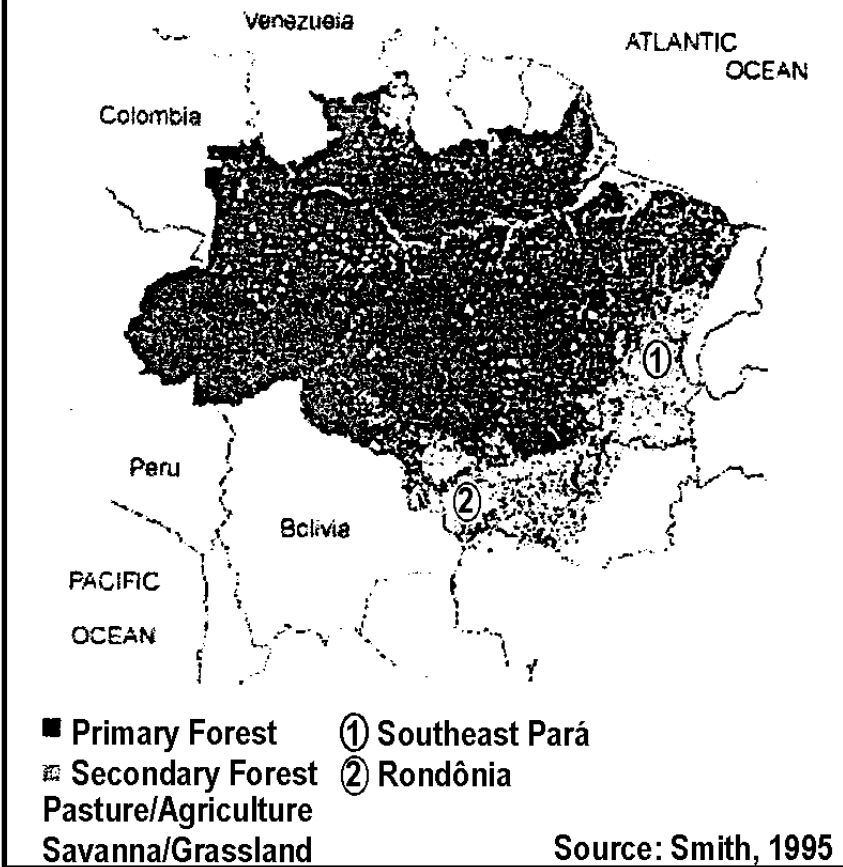 Venezuela
ATLANTIC
OCEAN
Colombia
1
Peru
2
Bolivia
PACIFIC
OCEAN
Primary Forest
1 Southeast Pará
Secondary Forest
2 Rondônia
Pasture/Agriculture
Savanna/Grassland
Source: Smith, 1995